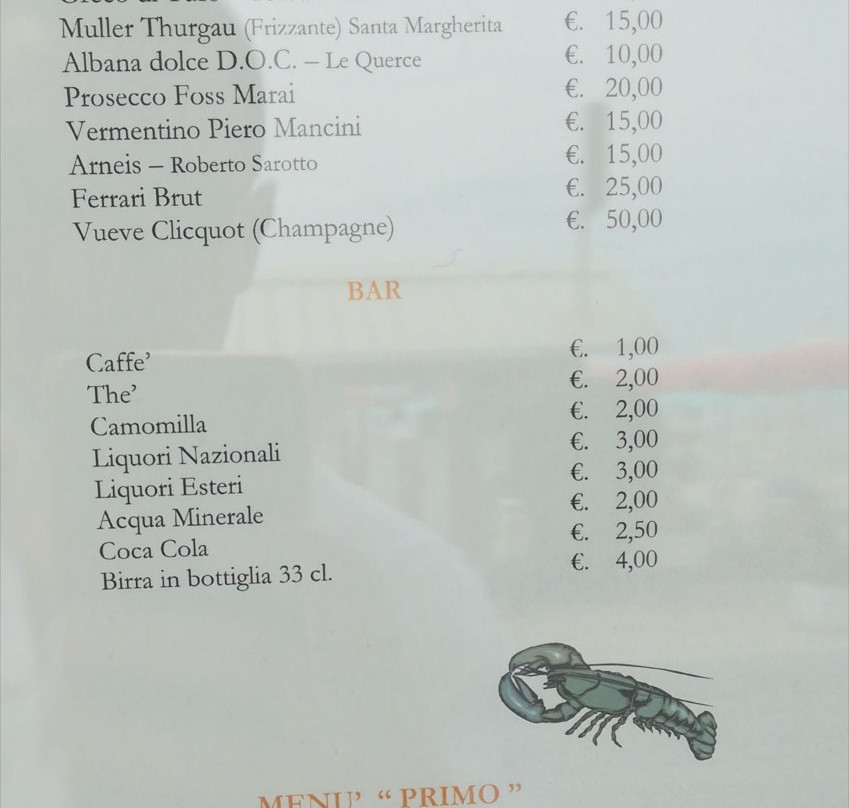 Muller Thurgau (Frizzante) Santa Margherita €. 15,00
Albana dolce D.O.C. – Le Querce €. 10,00
Prosecco Foss Marai €. 20,00
Vermentino Piero Mancini €. 15,00
Arneis – Roberto Sarotto €. 15,00
Ferrari Brut €. 25,00
Vueve Clicquot (Champagne) €. 50,00
BAR
Caffe’ €. 1,00
The’ €. 2,00
Camomilla €. 2,00
Liquori Nazionali €. 3,00
Liquori Esteri €. 3,00
Acqua Minerale €. 2,00
Coca Cola €. 2,50
Birra in bottiglia 33 cl. €. 4,00
MENU’ “ PRIMO ”